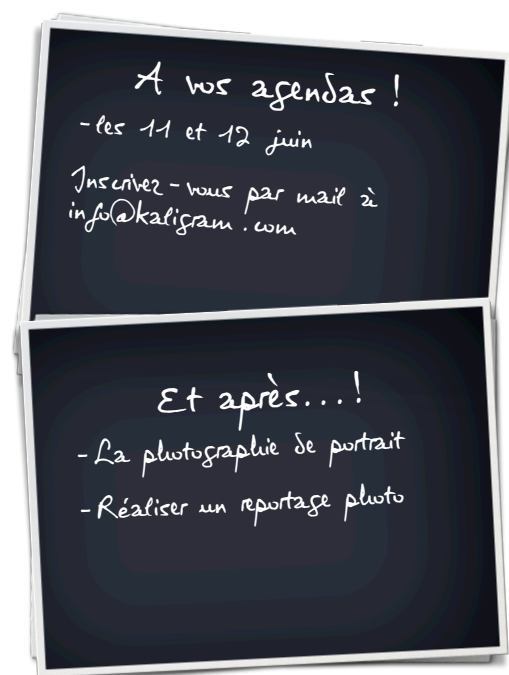 A vos agendas !
- les 11 et 12 juin
Inscrivez - vous par mail à
info@kaligram . com
Et après...!
- La photographie de portrait
- Réaliser un reportage photo